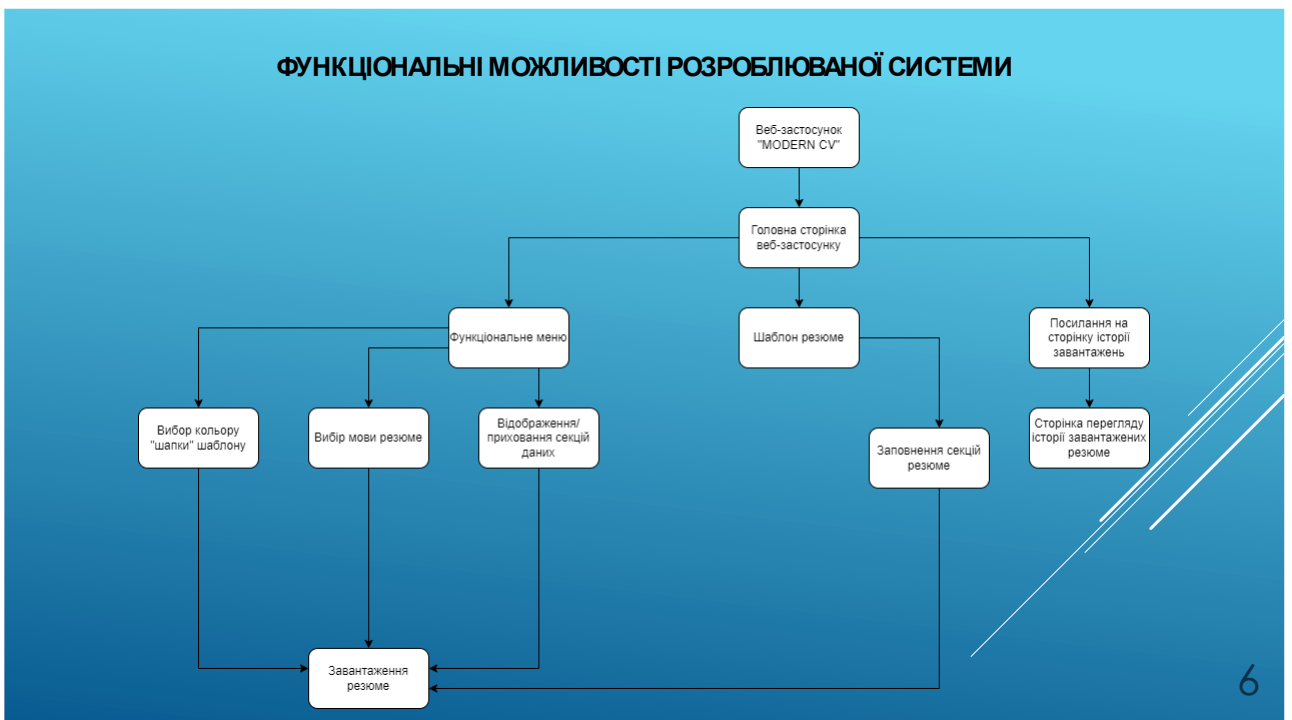 ФУНКЦІОНАЛЬНІ МОЖЛИВОСТІ РОЗРОБЛЮВАНОЇ СИСТЕМИ
Веб-застосунок
"MODERN CV"
Головна сторінка
веб-застосунку
Функціональне меню
Шаблон резюме
Посилання на
сторінку історії
завантажень
Вибор кольору
"шапки" шаблону
Вибір мови резюме
Відображення/
приховання секцій
даних
Заповнення секцій
резюме
Сторінка перегляду
історії завантажених
резюме
Завантаження
резюме
6